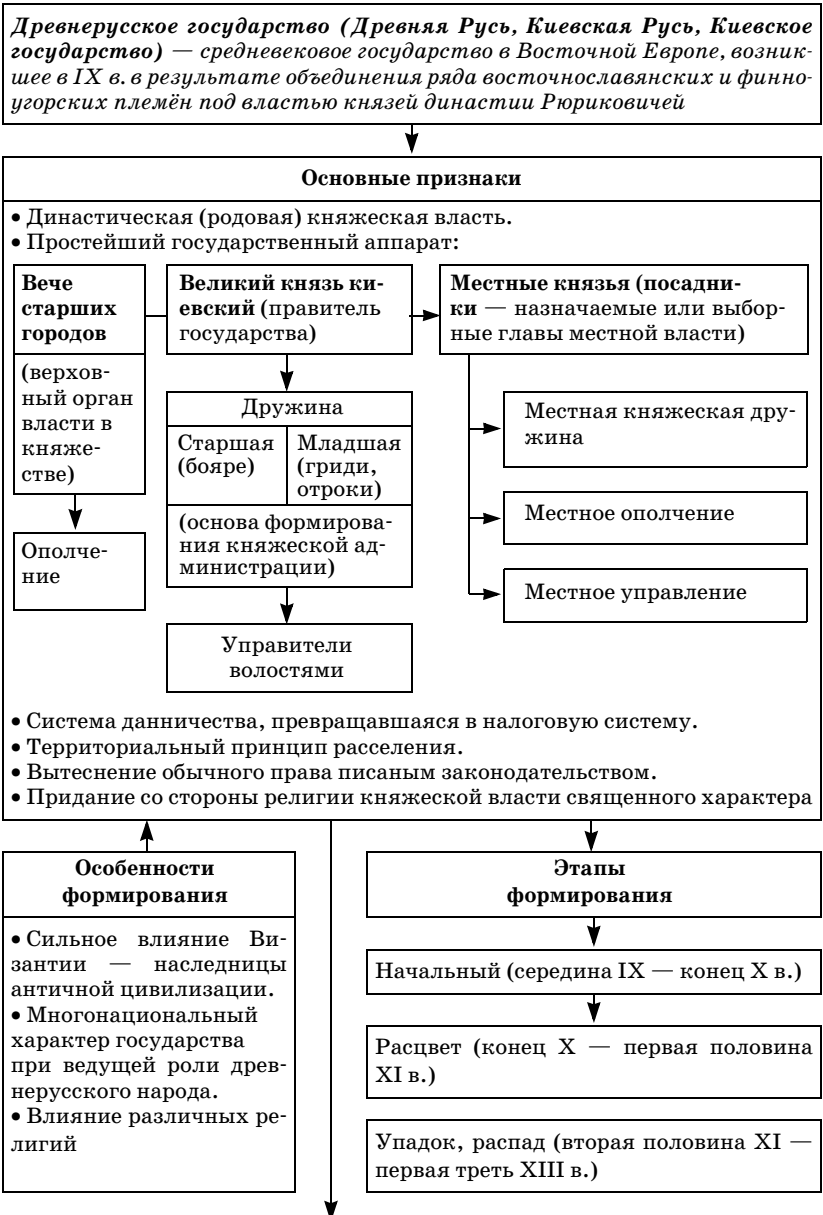 Древнерусское государство (Древняя Русь, Киевская Русь, Киевское
государство) — средневековое государство в Восточной Европе, возник-
шее в IX в. в результате объединения ряда восточнославянских и финно-
угорских племён под властью князей династии Рюриковичей
Основные признаки
• Династическая (родовая) княжеская власть.
• Простейший государственный аппарат:
Вече
старших
городов
(верхов-
ный орган
власти в
княже-
стве)
Ополче-
ние
Великий князь ки-
евский (правитель
государства)
Дружина
Старшая
(бояре)
Младшая
(гриди,
отроки)
(основа формирова-
ния княжеской ад-
министрации)
Управители
волостями
Местные князья (посадни-
ки — назначаемые или выбор-
ные главы местной власти)
Местная княжеская дру-
жина
Местное ополчение
Местное управление
• Система данничества, превращавшаяся в налоговую систему.
• Территориальный принцип расселения.
• Вытеснение обычного права писаным законодательством.
• Придание со стороны религии княжеской власти священного характера
Особенности
формирования
• Сильное влияние Ви-
зантии — наследницы
античной цивилизации.
• Многонациональный
характер государства
при ведущей роли древ-
нерусского народа.
• Влияние различных ре-
лигий
Этапы
формирования
Начальный (середина IX — конец X в.)
Расцвет (конец X — первая половина
XI в.)
Упадок, распад (вторая половина XI —
первая треть XIII в.)